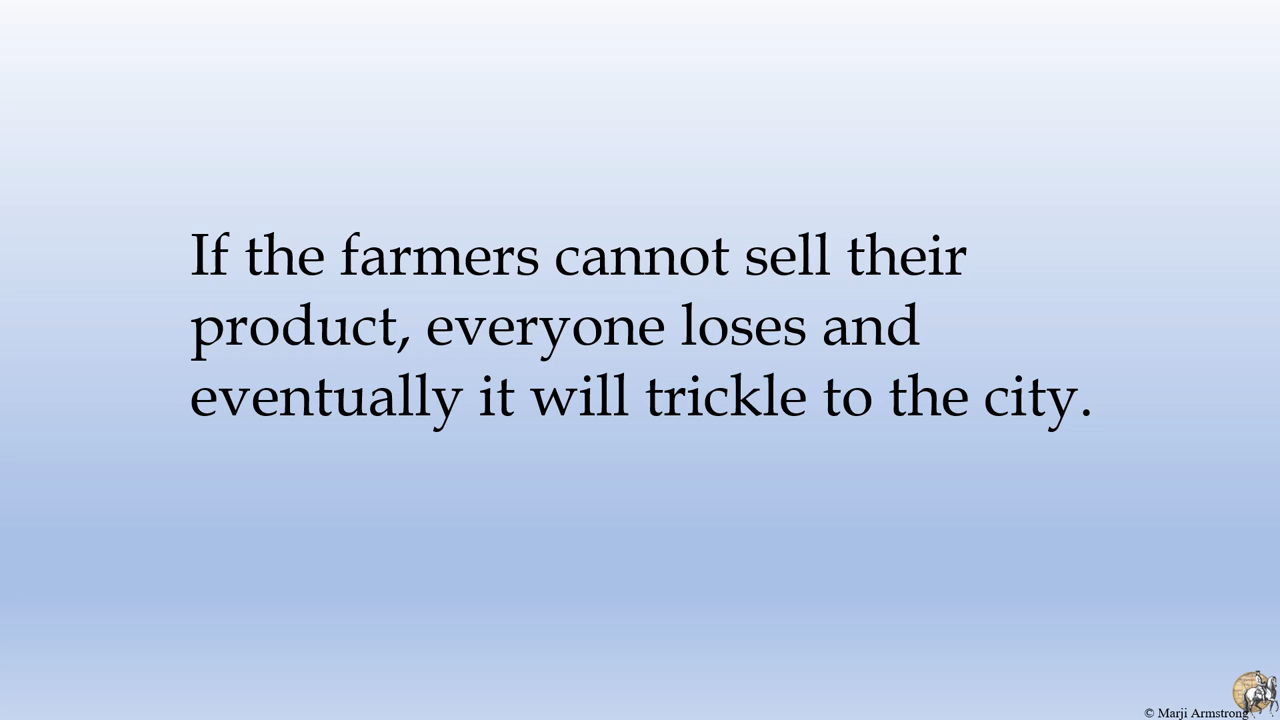 If the farmers cannot sell their
product, everyone loses and
eventually it will trickle to the city.
© Marji Armstrong